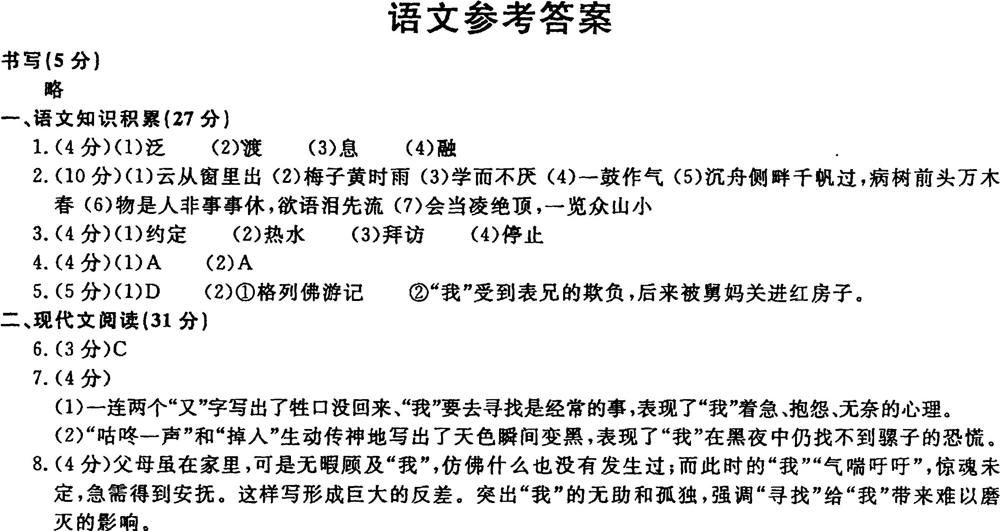 语文参考答案
书写(5 分)
略
一、语文知识积累(27 分)
1.(4 分)(1)泛 (2)渡 (3)息 (4)融
2.(10 分)(1)云从窗里出 (2)梅子黄时雨 (3)学而不厌 (4)一鼓作气 (5)沉舟侧畔千帆过,病树前头万木
春 (6)物是人非事事休,欲语泪先流 (7)会当凌绝顶,一览众山小
3.(4 分)(1)约定 (2)热水 (3)拜访 (4)停止
4.(4 分)(1)A (2)A
5.(5 分)(1)D (2)①格列佛游记 ②“我”受到表兄的欺负,后来被舅妈关进红房子。
二、现代文阅读(31 分)
6.(3 分)C
7.(4 分)
(1)一连两个“又”字写出了牲口没回来、“我”要去寻找是经常的事,表现了“我”着急、抱怨、无奈的心理。
(2)“咕咚一声”和“掉入”生动传神地写出了天色瞬间变黑,表现了“我”在黑夜中仍找不到骡子的恐慌。
8.(4 分)父母虽在家里,可是无暇顾及“我”,仿佛什么也没有发生过;而此时的“我”“气喘吁吁”,惊魂未
定,急需得到安抚。这样写形成巨大的反差。突出“我”的无助和孤独,强调“寻找”给“我”带来难以磨
灭的影响。